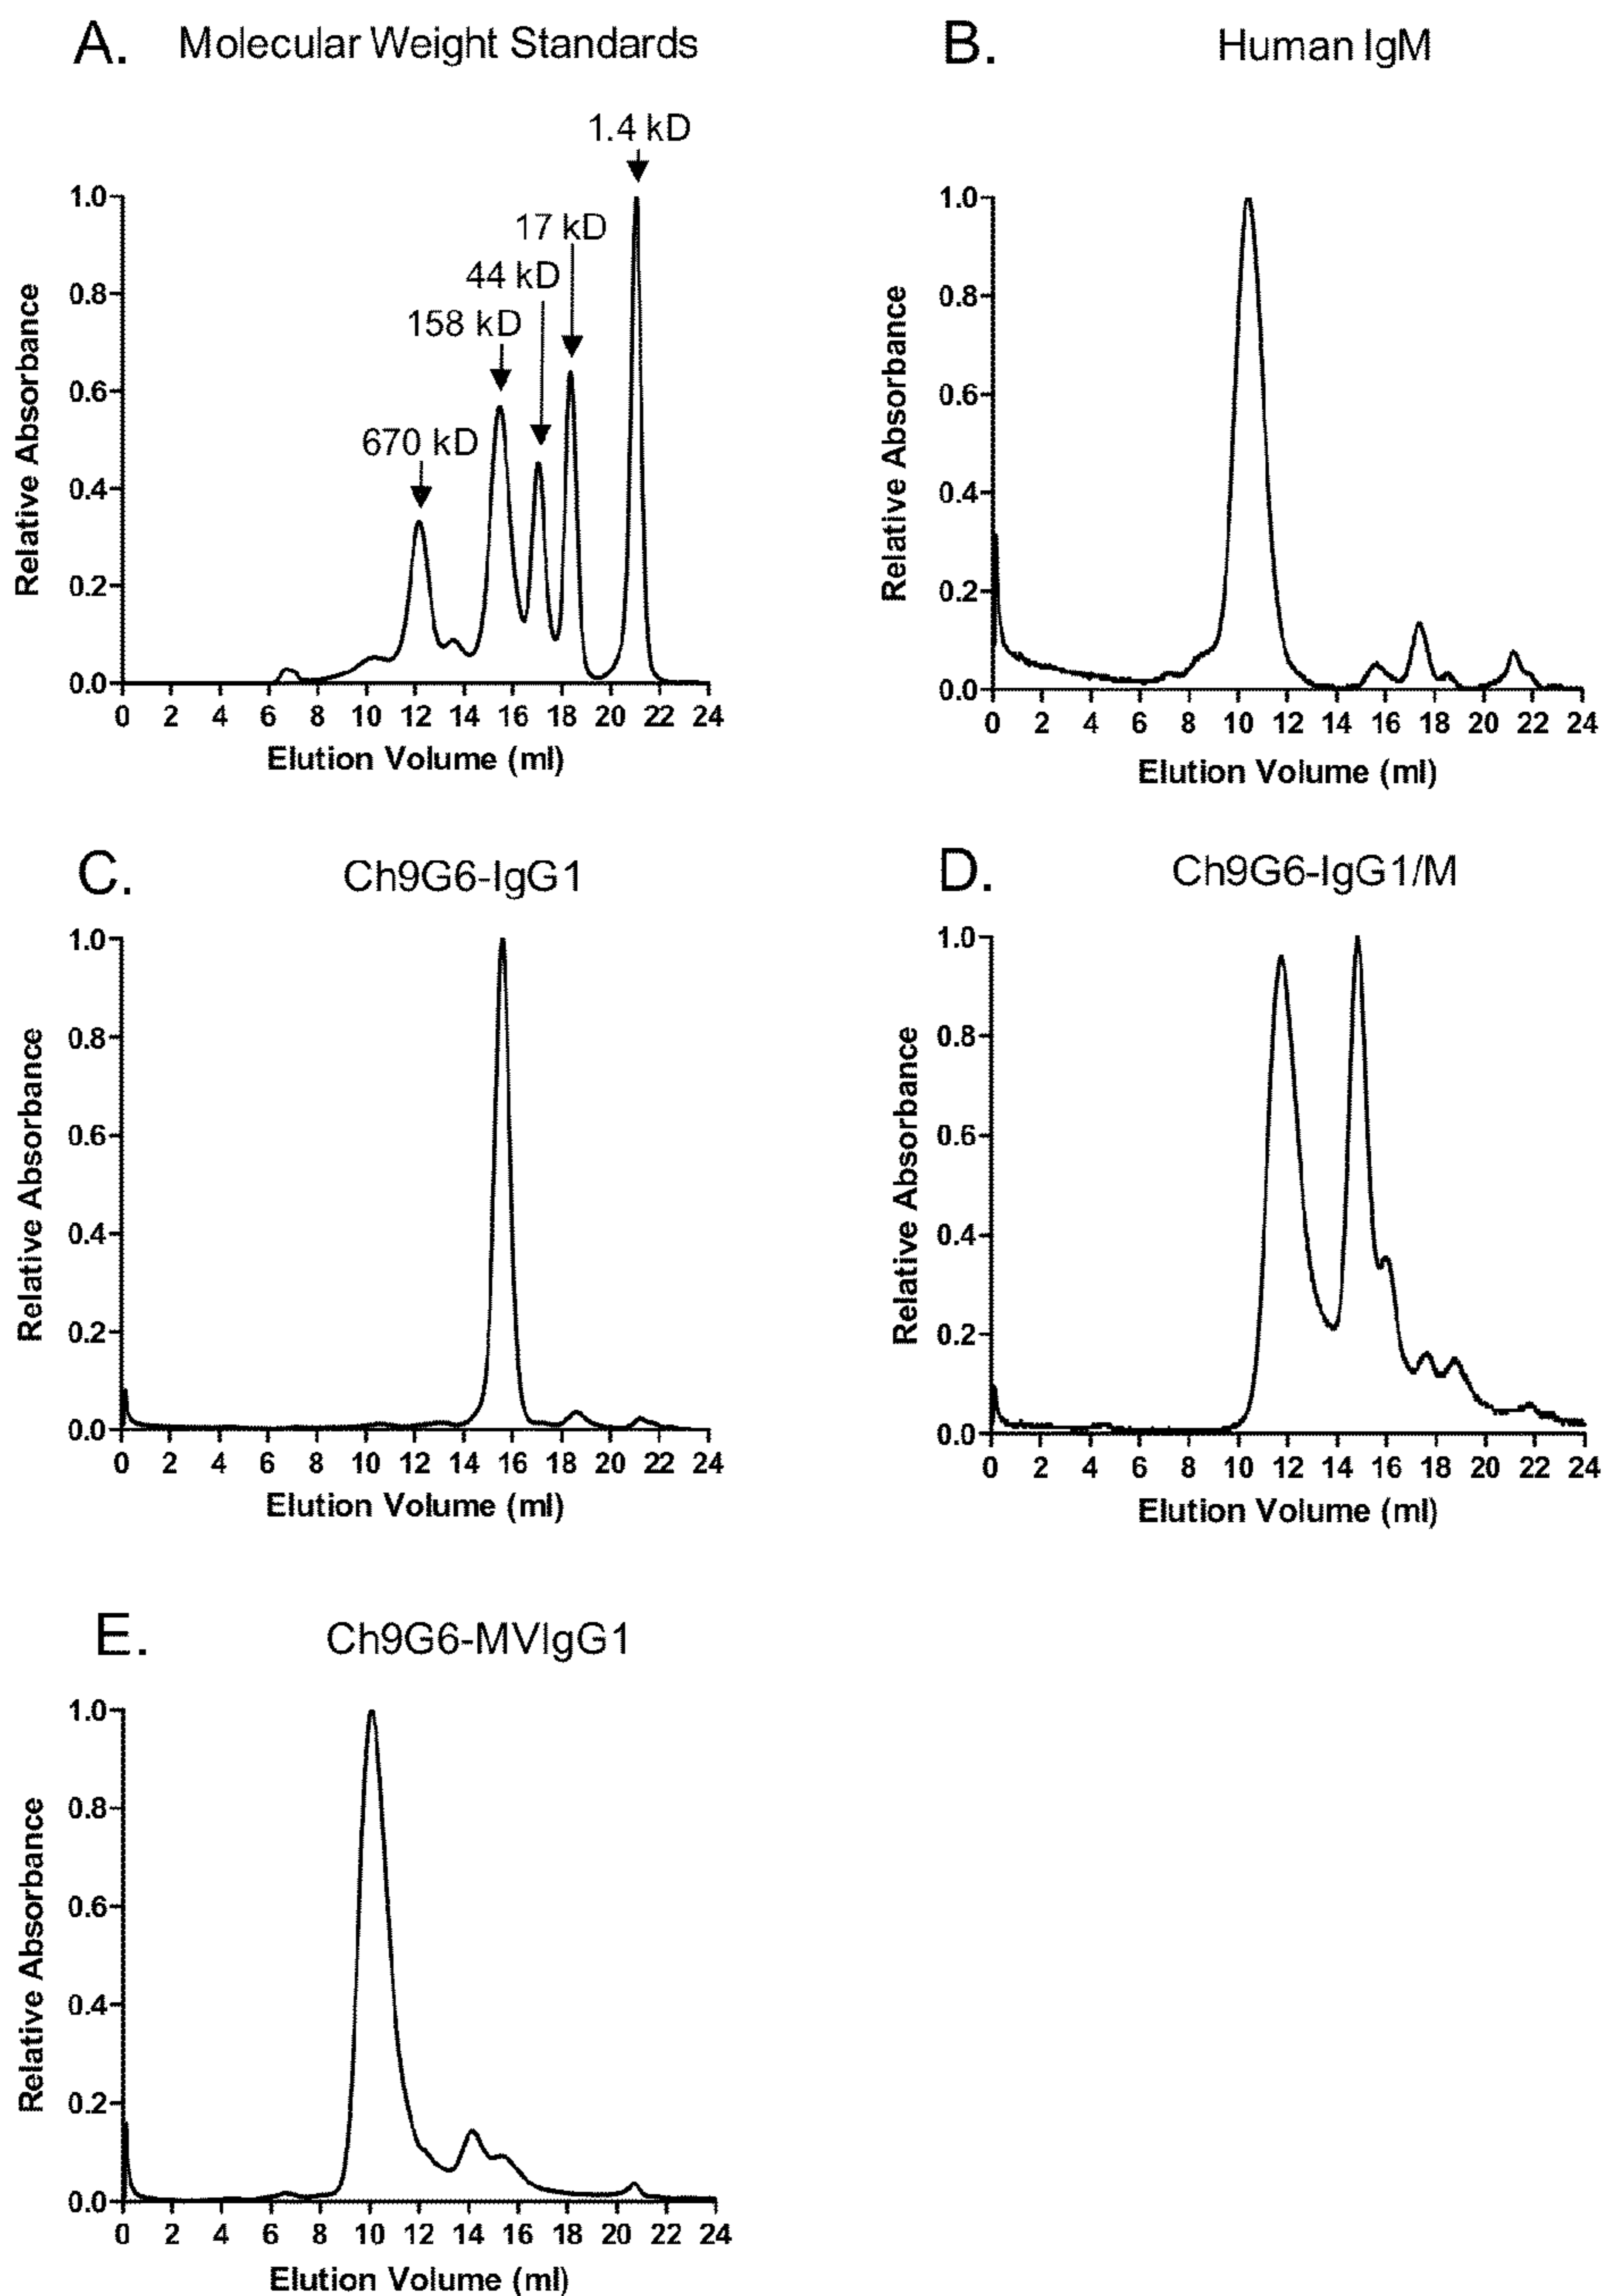 A. Molecular Weight Standards
1.4 kD
17 kD
44 kD
158 kD
670 kD
Relative Absorbance
1.0
0.8
0.6
0.4
0.2
0.0
0 2 4 6 8 10 12 14 16 18 20 22 24
Elution Volume (ml)
B. Human IgM
Relative Absorbance
1.0
0.8
0.6
0.4
0.2
0.0
0 2 4 6 8 10 12 14 16 18 20 22 24
Elution Volume (ml)
C. Ch9G6-IgG1
Relative Absorbance
1.0
0.8
0.6
0.4
0.2
0.0
0 2 4 6 8 10 12 14 16 18 20 22 24
Elution Volume (ml)
D. Ch9G6-IgG1/M
Relative Absorbance
1.0
0.8
0.6
0.4
0.2
0.0
0 2 4 6 8 10 12 14 16 18 20 22 24
Elution Volume (ml)
E. Ch9G6-MVIgG1
Relative Absorbance
1.0
0.8
0.6
0.4
0.2
0.0
0 2 4 6 8 10 12 14 16 18 20 22 24
Elution Volume (ml)